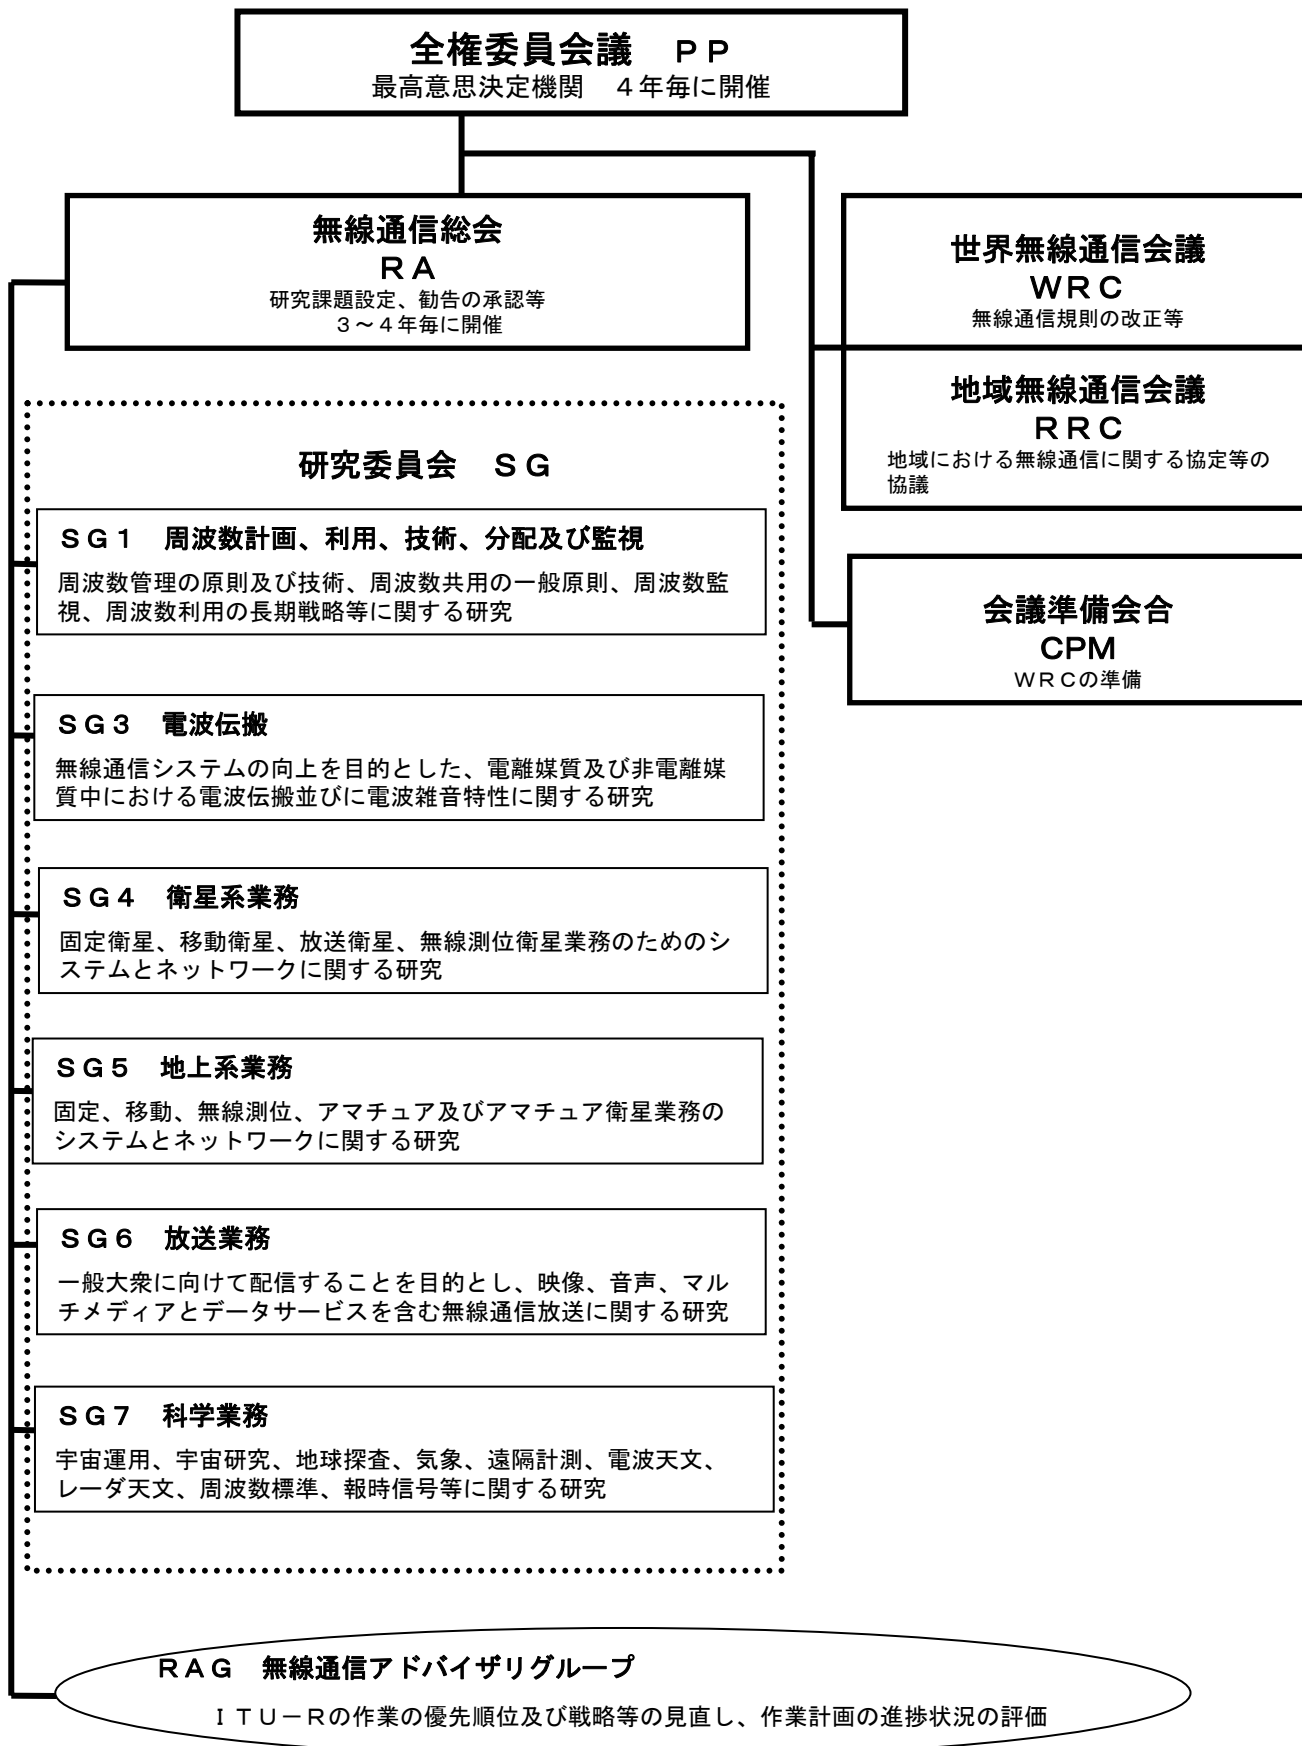 全権委員会議　ＰＰ
最高意思決定機関　４年毎に開催
無線通信総会
ＲＡ
研究課題設定、勧告の承認等
３～４年毎に開催
世界無線通信会議
ＷＲＣ
無線通信規則の改正等
地域無線通信会議
ＲＲＣ
地域における無線通信に関する協定等の
協議
会議準備会合
CPM
ＷＲＣの準備
研究委員会　ＳＧ
ＳＧ１　周波数計画、利用、技術、分配及び監視
周波数管理の原則及び技術、周波数共用の一般原則、周波数監
視、周波数利用の長期戦略等に関する研究
ＳＧ３　電波伝搬
無線通信システムの向上を目的とした、電離媒質及び非電離媒
質中における電波伝搬並びに電波雑音特性に関する研究
ＳＧ４　衛星系業務
固定衛星、移動衛星、放送衛星、無線測位衛星業務のためのシ
ステムとネットワークに関する研究
ＳＧ５　地上系業務
固定、移動、無線測位、アマチュア及びアマチュア衛星業務の
システムとネットワークに関する研究
ＳＧ６　放送業務
一般大衆に向けて配信することを目的とし、映像、音声、マル
チメディアとデータサービスを含む無線通信放送に関する研究
ＳＧ７　科学業務
宇宙運用、宇宙研究、地球探査、気象、遠隔計測、電波天文、
レーダ天文、周波数標準、報時信号等に関する研究
ＲＡＧ　無線通信アドバイザリグループ
ＩＴＵ－Ｒの作業の優先順位及び戦略等の見直し、作業計画の進捗状況の評価